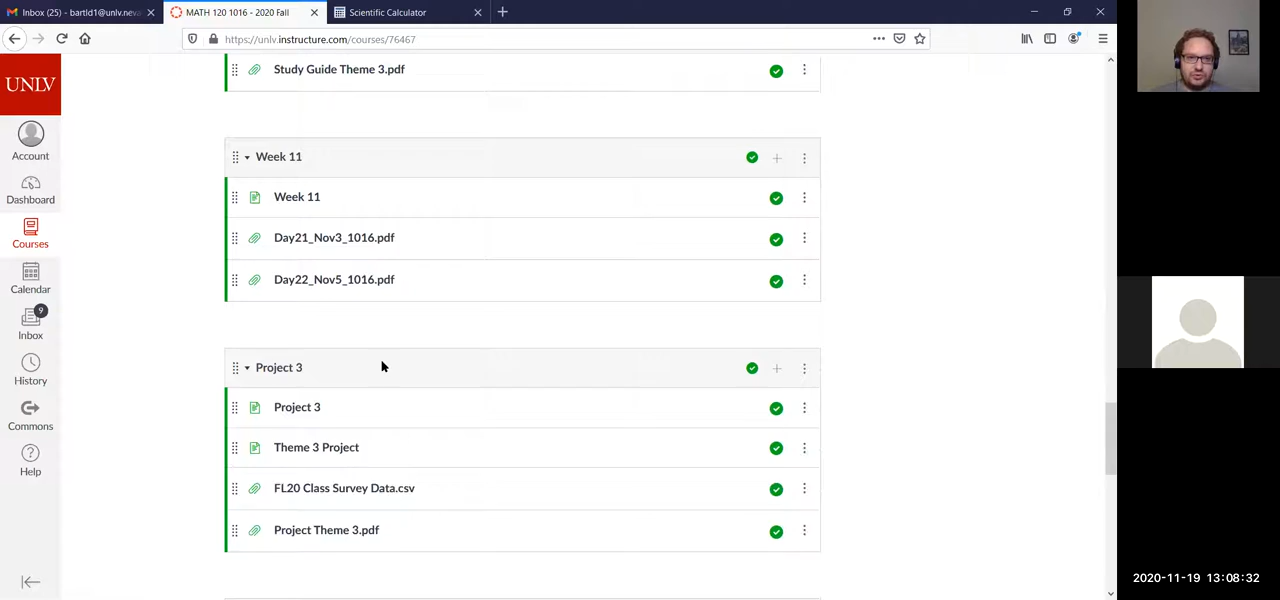 Inbox (25) - bartld1@unlv.neva
MATH 120 1016 - 2020 Fall
Scientific Calculator
https://unlv.instructure.com/courses/76467
UNLV
Account
Dashboard
Courses
Calendar
9
Inbox
History
Commons
Help
Study Guide Theme 3.pdf
Week 11
Week 11
Day21_Nov3_1016.pdf
Day22_Nov5_1016.pdf
Project 3
Project 3
Theme 3 Project
FL20 Class Survey Data.csv
Project Theme 3.pdf
2020-11-19 13:08:32